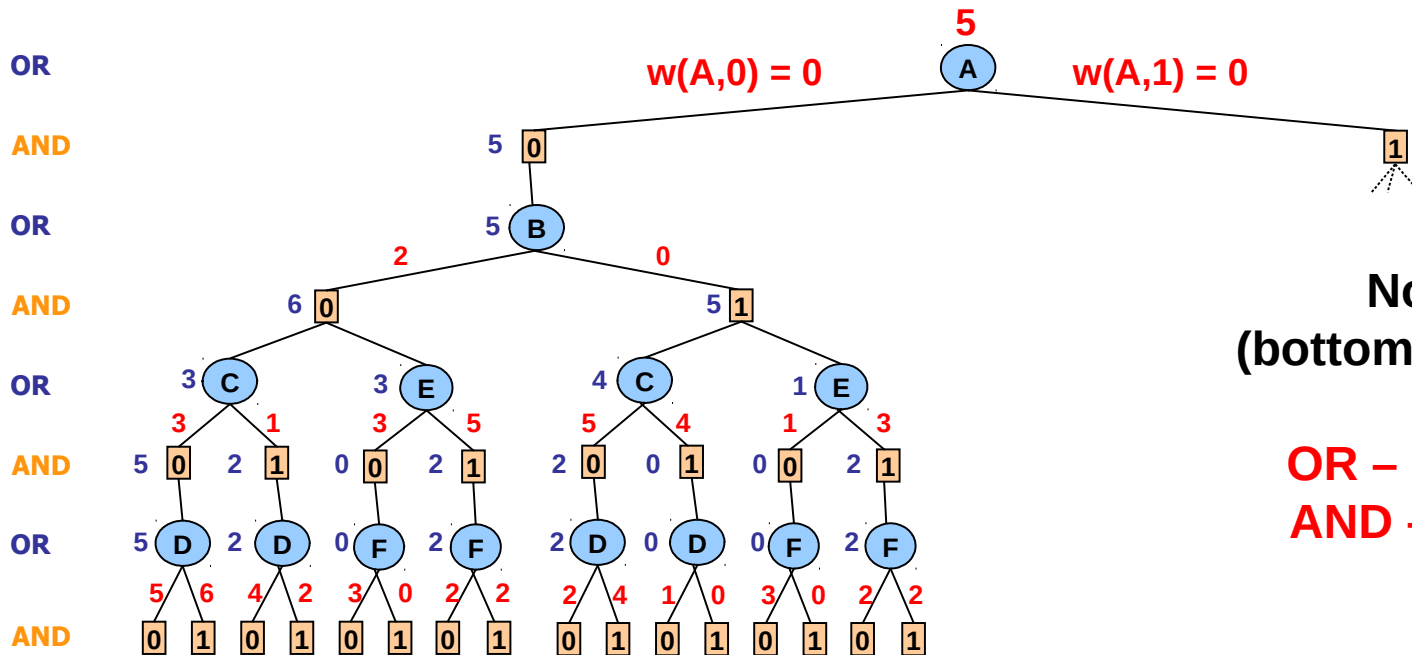 5
OR w(A,0) = 0 A w(A,1) = 0
AND 5 0 1
OR 5 B
2 0
AND 6 0 5 1
OR 3 C 3 E 4 C 1 E
3 1 3 5 5 4 1 3
AND 5 0 2 1 0 0 2 1 2 0 0 1 0 0 2 1
OR 5 D 2 D 0 F 2 F 2 D 0 D 0 F 2 F
5 6 4 2 3 0 2 2 2 4 1 0 3 0 2 2
AND 0 1 0 1 0 1 0 1 0 1 0 1 0 1 0 1
(bottom
OR –
AND